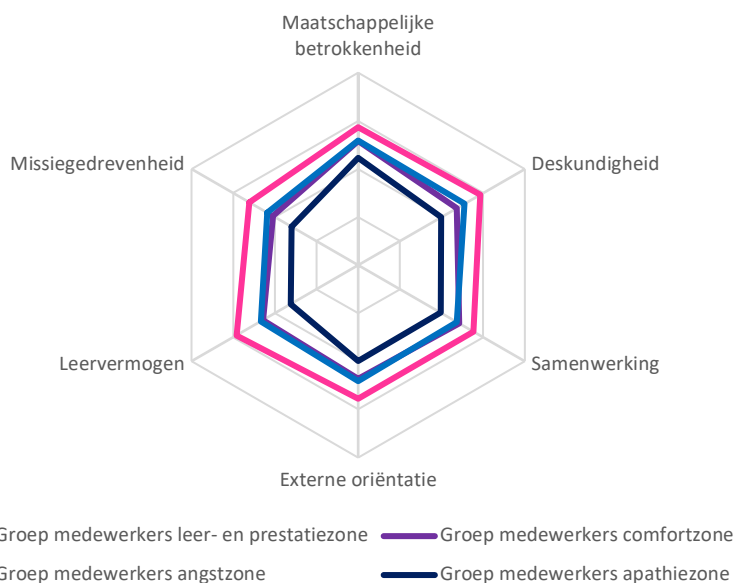 Maatschappelijke
betrokkenheid
Missiegedrevenheid
Deskundigheid
Leervermogen
Samenwerking
Externe oriëntatie
Groep medewerkers leer- en prestatiezone
Groep medewerkers comfortzone
Groep medewerkers angstzone
Groep medewerkers apathiezone